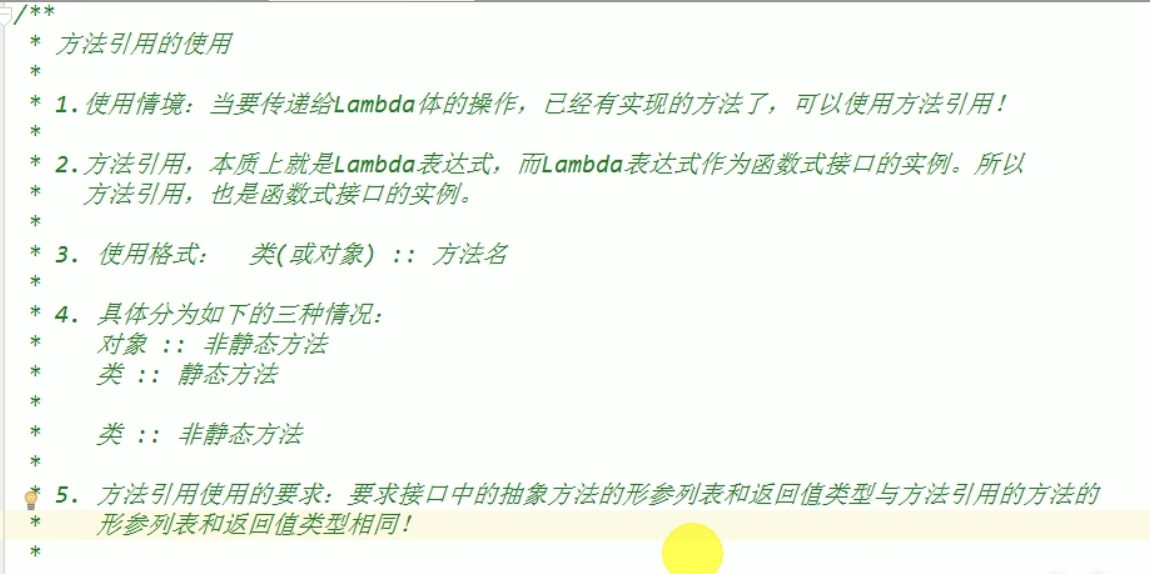 /**
* 方法引用的使用
*
* 1.使用情境：当要传递给Lambda体的操作，已经有实现的方法了，可以使用方法引用！
*
* 2.方法引用，本质上就是Lambda表达式，而Lambda表达式作为函数式接口的实例。所以
*   方法引用，也是函数式接口的实例。
*
* 3. 使用格式：  类(或对象) :: 方法名
*
* 4. 具体分为如下的三种情况：
*    对象 :: 非静态方法
*    类 :: 静态方法
*
*    类 :: 非静态方法
*
* 5. 方法引用使用的要求：要求接口中的抽象方法的形参列表和返回值类型与方法引用的方法的
*    形参列表和返回值类型相同！
*